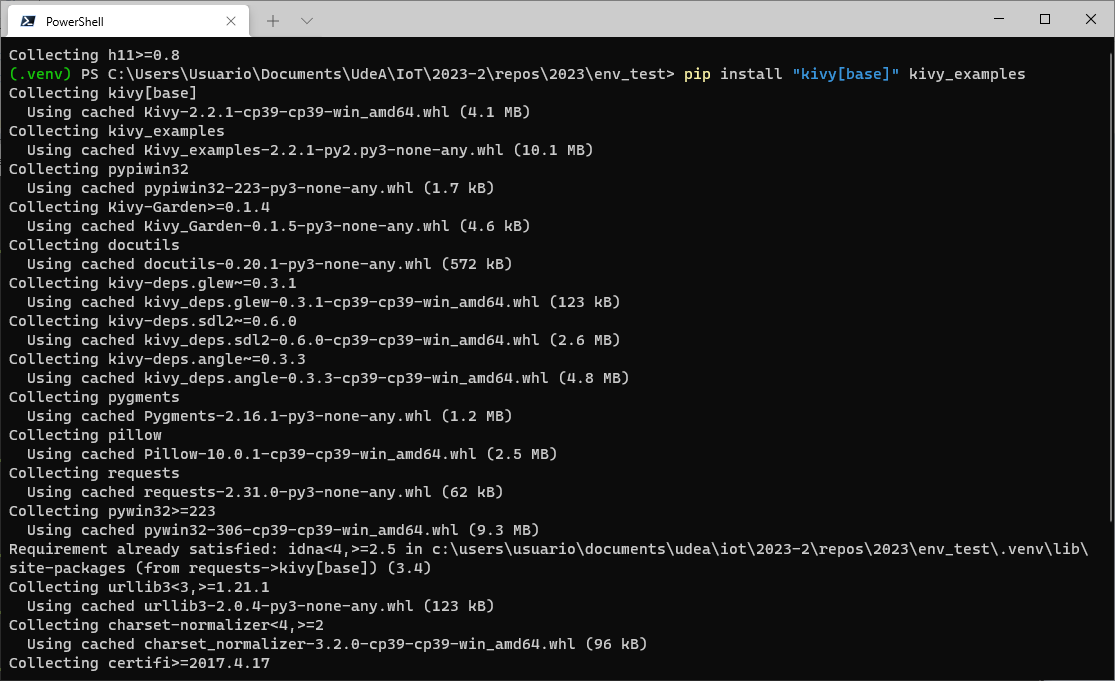 PowerShell
Collecting h11>=0.8
(.venv) PS C:\Users\Usuario\Documents\UdeA\IoT\2023-2\repos\2023\env_test> pip install "kivy[base]" kivy_examples
Collecting kivy[base]
  Using cached Kivy-2.2.1-cp39-cp39-win_amd64.whl (4.1 MB)
Collecting kivy_examples
  Using cached Kivy_examples-2.2.1-py2.py3-none-any.whl (10.1 MB)
Collecting pypiwin32
  Using cached pypiwin32-223-py3-none-any.whl (1.7 kB)
Collecting Kivy-Garden>=0.1.4
  Using cached Kivy_Garden-0.1.5-py3-none-any.whl (4.6 kB)
Collecting docutils
  Using cached docutils-0.20.1-py3-none-any.whl (572 kB)
Collecting kivy-deps.glew~=0.3.1
  Using cached kivy_deps.glew-0.3.1-cp39-cp39-win_amd64.whl (123 kB)
Collecting kivy-deps.sdl2~=0.6.0
  Using cached kivy_deps.sdl2-0.6.0-cp39-cp39-win_amd64.whl (2.6 MB)
Collecting kivy-deps.angle~=0.3.3
  Using cached kivy_deps.angle-0.3.3-cp39-cp39-win_amd64.whl (4.8 MB)
Collecting pygments
  Using cached Pygments-2.16.1-py3-none-any.whl (1.2 MB)
Collecting pillow
  Using cached Pillow-10.0.1-cp39-cp39-win_amd64.whl (2.5 MB)
Collecting requests
  Using cached requests-2.31.0-py3-none-any.whl (62 kB)
Collecting pywin32>=223
  Using cached pywin32-306-cp39-cp39-win_amd64.whl (9.3 MB)
Requirement already satisfied: idna<4,>=2.5 in c:\users\usuario\documents\udea\iot\2023-2\repos\2023\env_test\.venv\lib\
site-packages (from requests->kivy[base]) (3.4)
Collecting urllib3<3,>=1.21.1
  Using cached urllib3-2.0.4-py3-none-any.whl (123 kB)
Collecting charset-normalizer<4,>=2
  Using cached charset_normalizer-3.2.0-cp39-cp39-win_amd64.whl (96 kB)
Collecting certifi>=2017.4.17